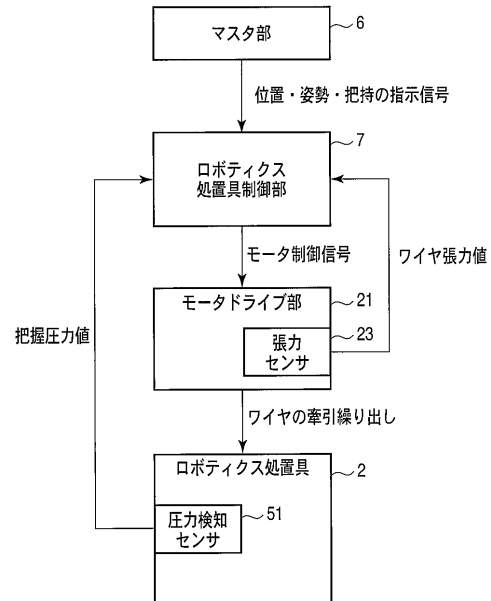 マスタ部
6
位置・姿勢・把持の指示信号
7
ロボティクス
処置具制御部
モータ制御信号
ワイヤ張力値
モータドライブ部
21
張力
センサ
23
把握圧力値
ワイヤの牽引繰り出し
ロボティクス処置具
2
圧力検知
センサ
51